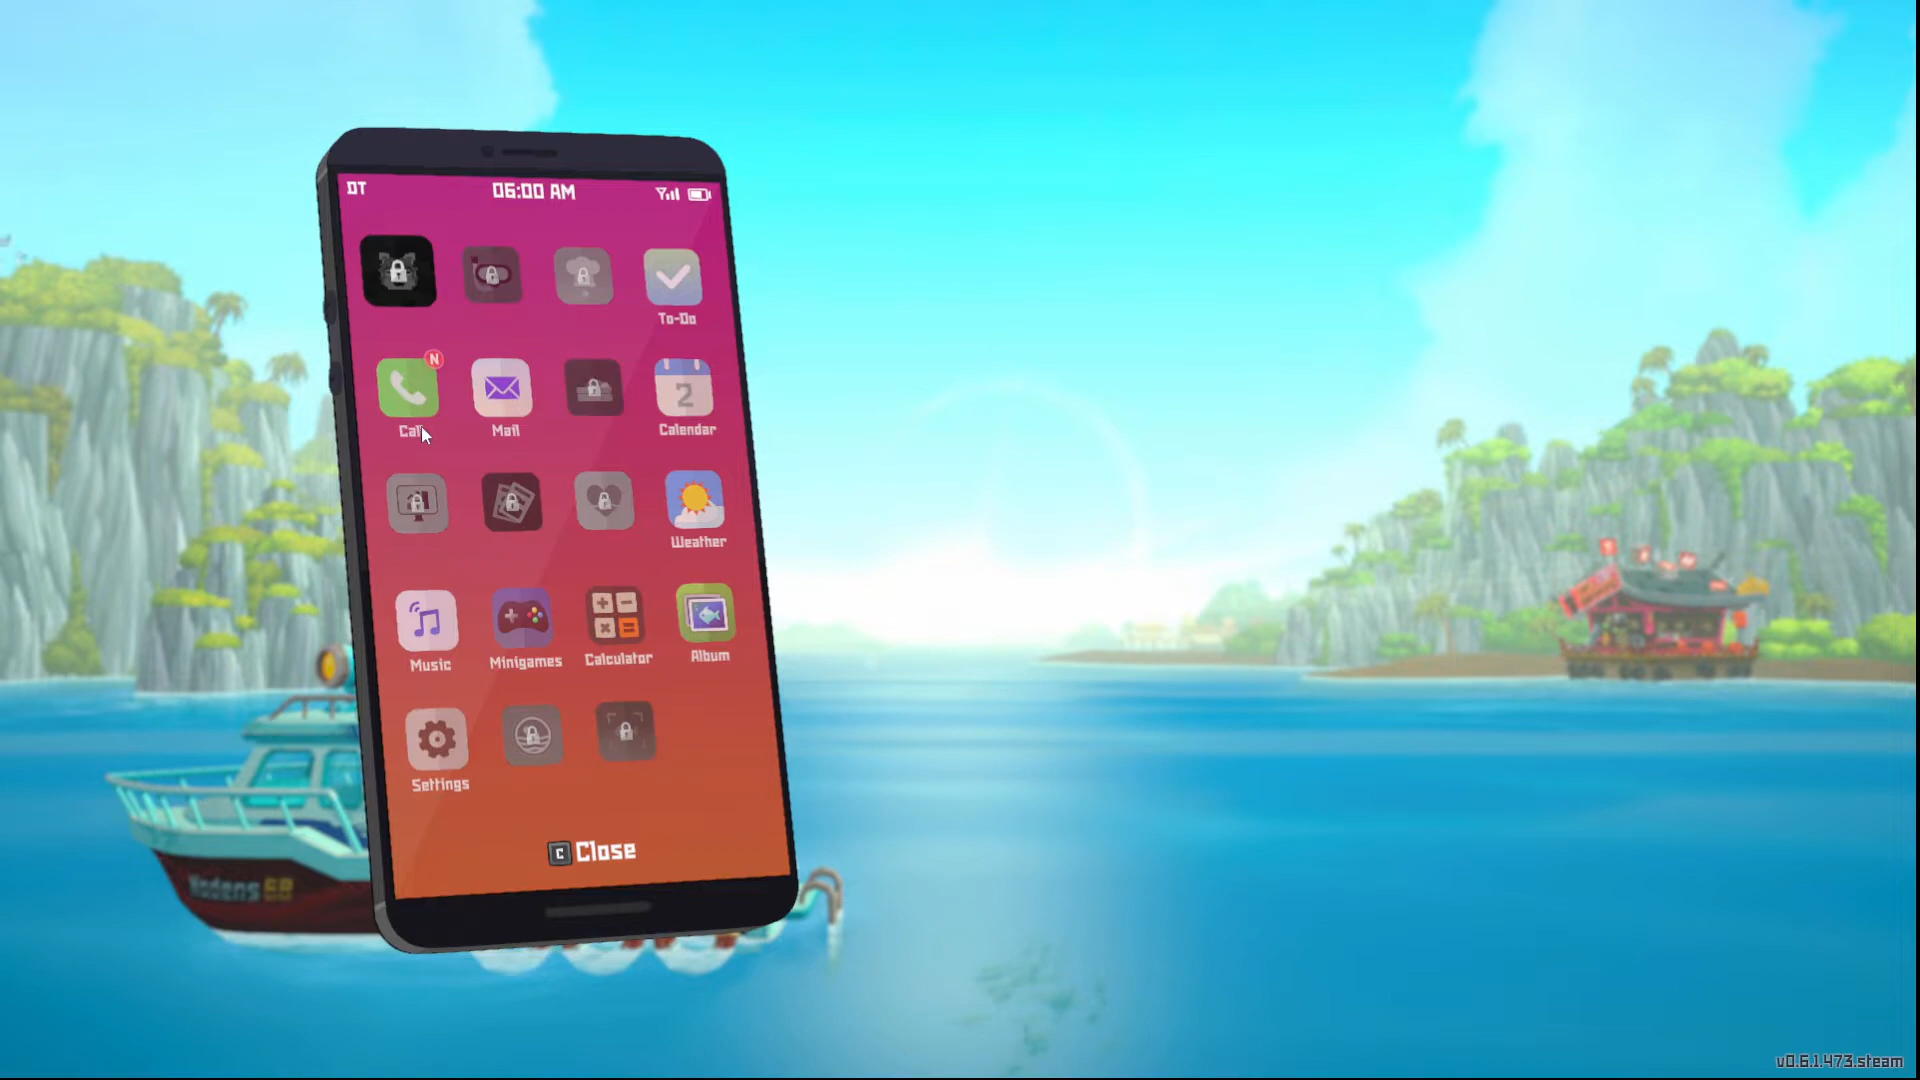 DT
06:00 AM
To-Do
N
Call
Mail
2
Calendar
Weather
Music
Minigames
Calculator
Album
Settings
C Close
v0.6.1.473.steam